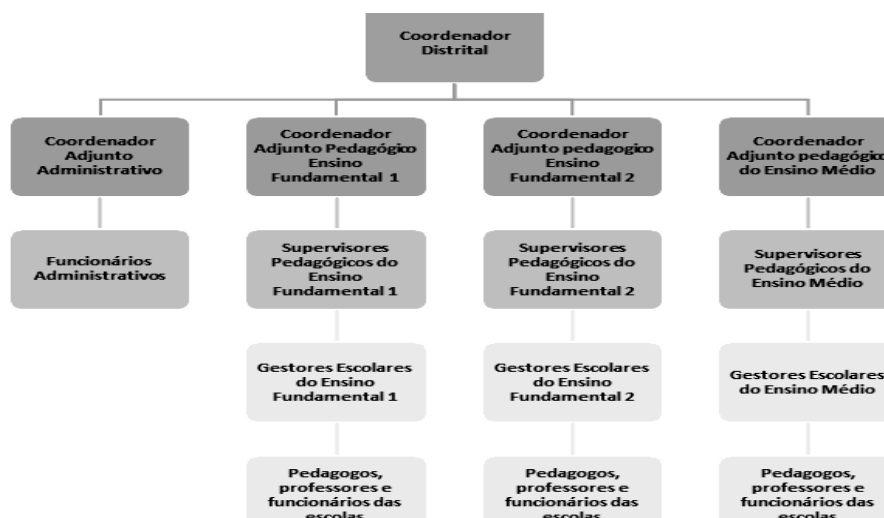 Coordenador
Distrital
Coordenador
Adjunto
Administrativo
Coordenador
Adjunto Pedagógico
Ensino
Fundamental 1
Coordenador
Adjunto pedagogico
Ensino
Fundamental 2
Coordenador
Adjunto pedagógico
do Ensino Médio
Funcionários
Administrativos
Supervisores
Pedagógicos do
Ensino
Fundamental 1
Supervisores
Pedagógicos do
Ensino
Fundamental 2
Supervisores
Pedagógicos do
Ensino Médio
Gestores Escolares
do Ensino
Fundamental 1
Gestores Escolares
do Ensino
Fundamental 2
Gestores Escolares
do Ensino Médio
Pedagogos,
professores e
funcionários das
escolas
Pedagogos,
professores e
funcionários das
escolas
Pedagogos,
professores e
funcionários das
escolas